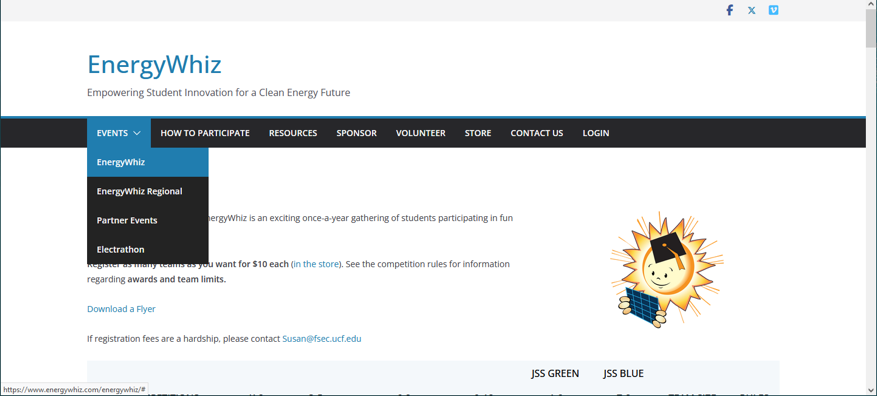 EnergyWhiz
Empowering Student Innovation for a Clean Energy Future
EVENTS HOW TO PARTICIPATE RESOURCES SPONSOR VOLUNTEER STORE CONTACT US LOGIN
EnergyWhiz
EnergyWhiz Regional
Partner Events
Electrathon
nergyWhiz is an exciting once-a-year gathering of students participating in fun
Register as many teams as you want for $10 each (in the store). See the competition rules for information
regarding awards and team limits.
Download a Flyer
If registration fees are a hardship, please contact Susan@fsec.ucf.edu
JSS GREEN JSS BLUE
https://www.energywhiz.com/energywhiz/#